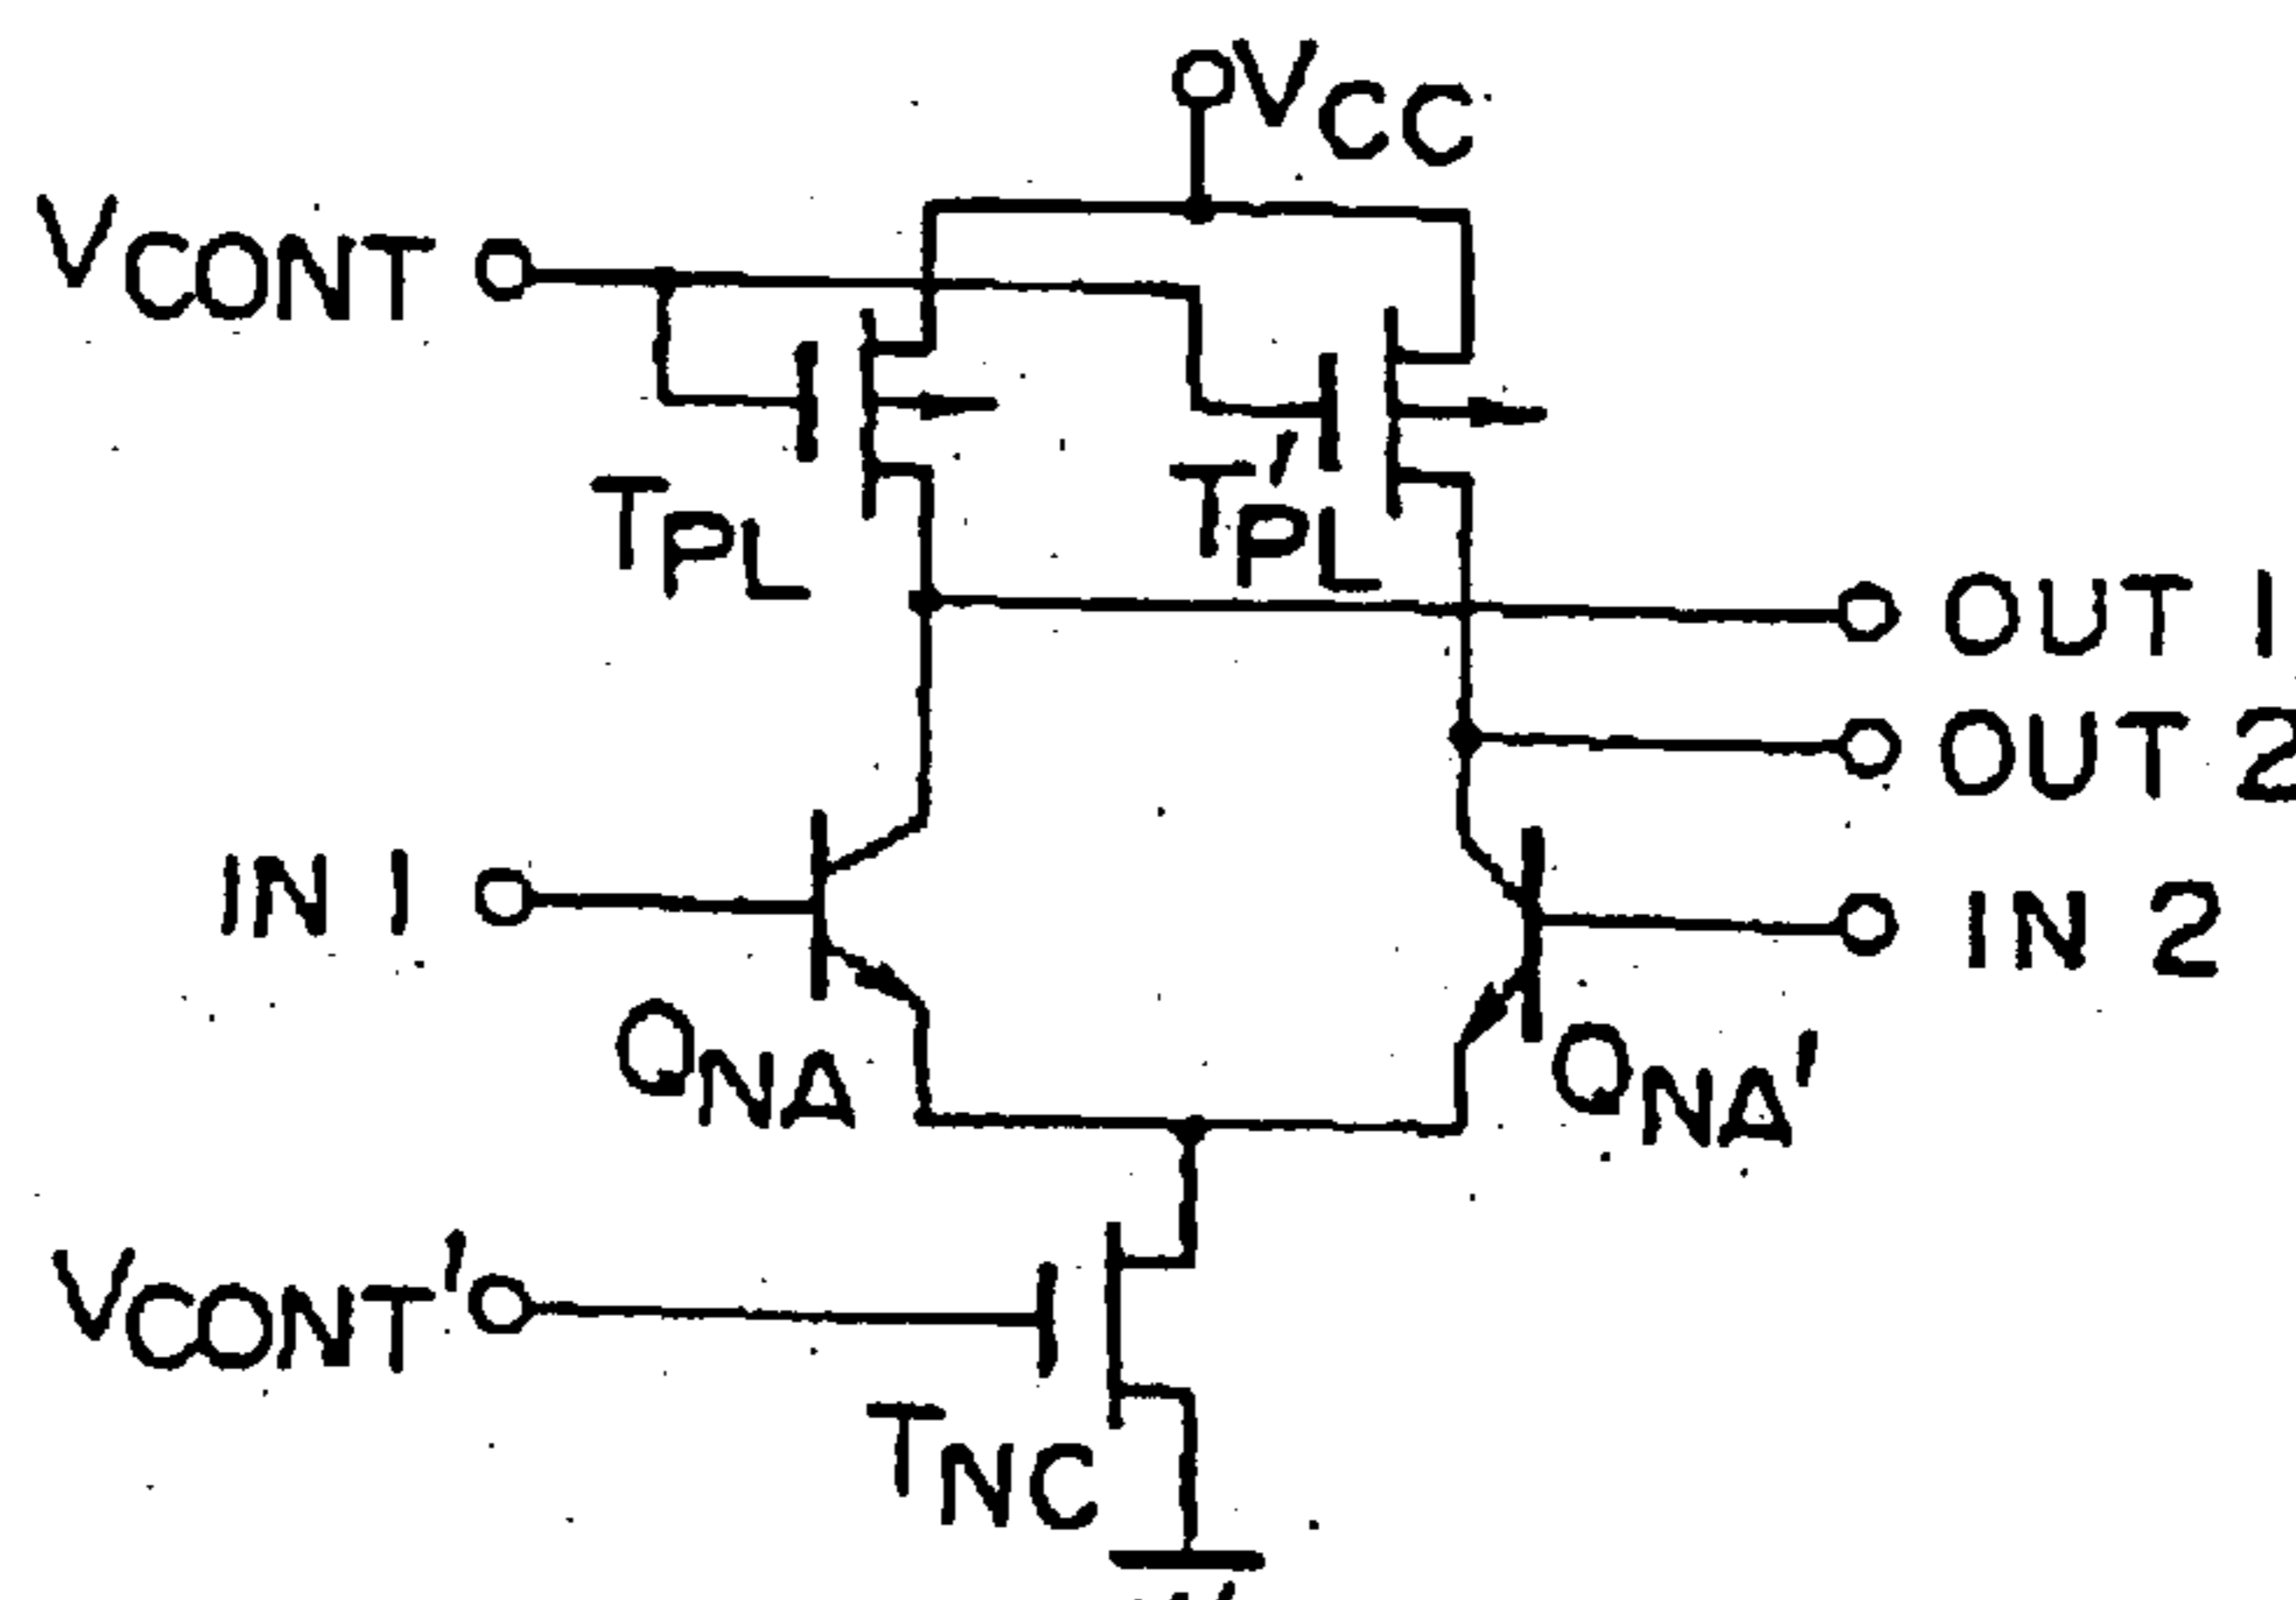 VCC
VCONT
TPL
T'PL
OUT 1
OUT 2
IN 1
IN 2
QNA
QNA'
VCONT'
TNC